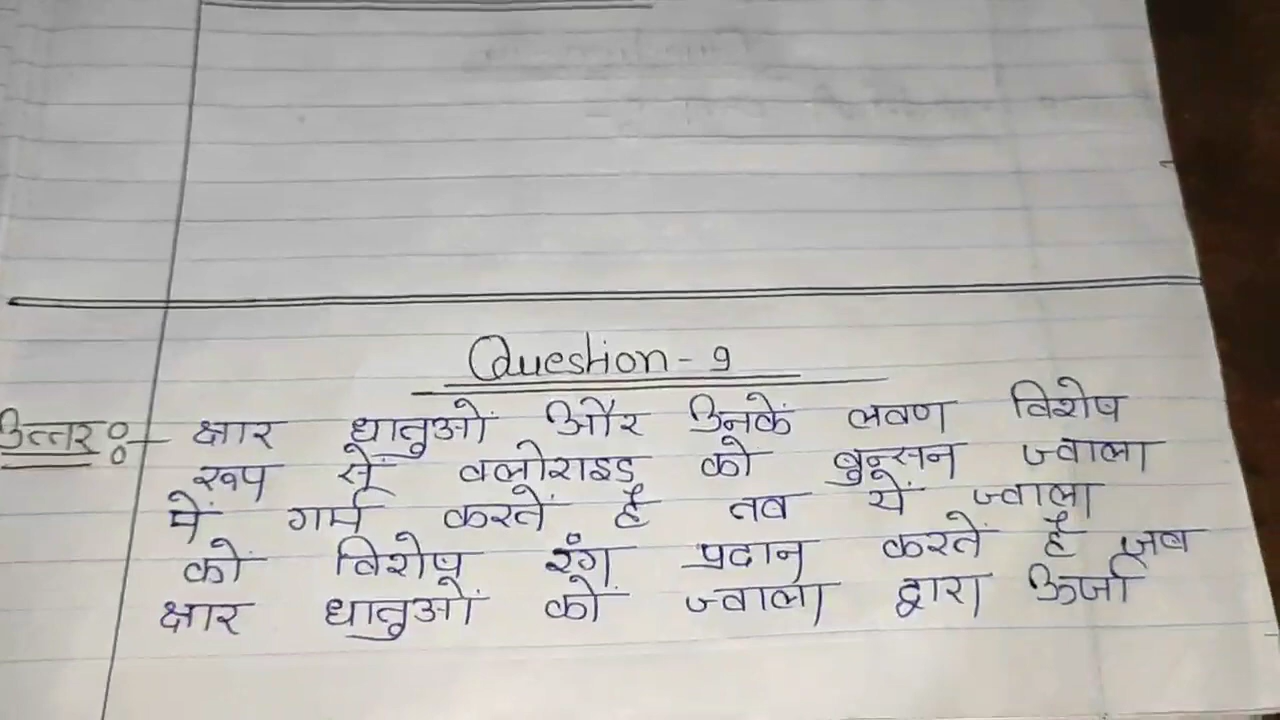 Question - 9
उत्तर :- क्षार धातुओं और उनकें लवण विशेष
रूप सें क्लोराइड को बुन्सन ज्वाला
में गर्म करतें है तब यें ज्वाला
को विशेष रंग प्रदान करतें है जब
क्षार धातुओं कों ज्वाला द्वारा ऊर्जा